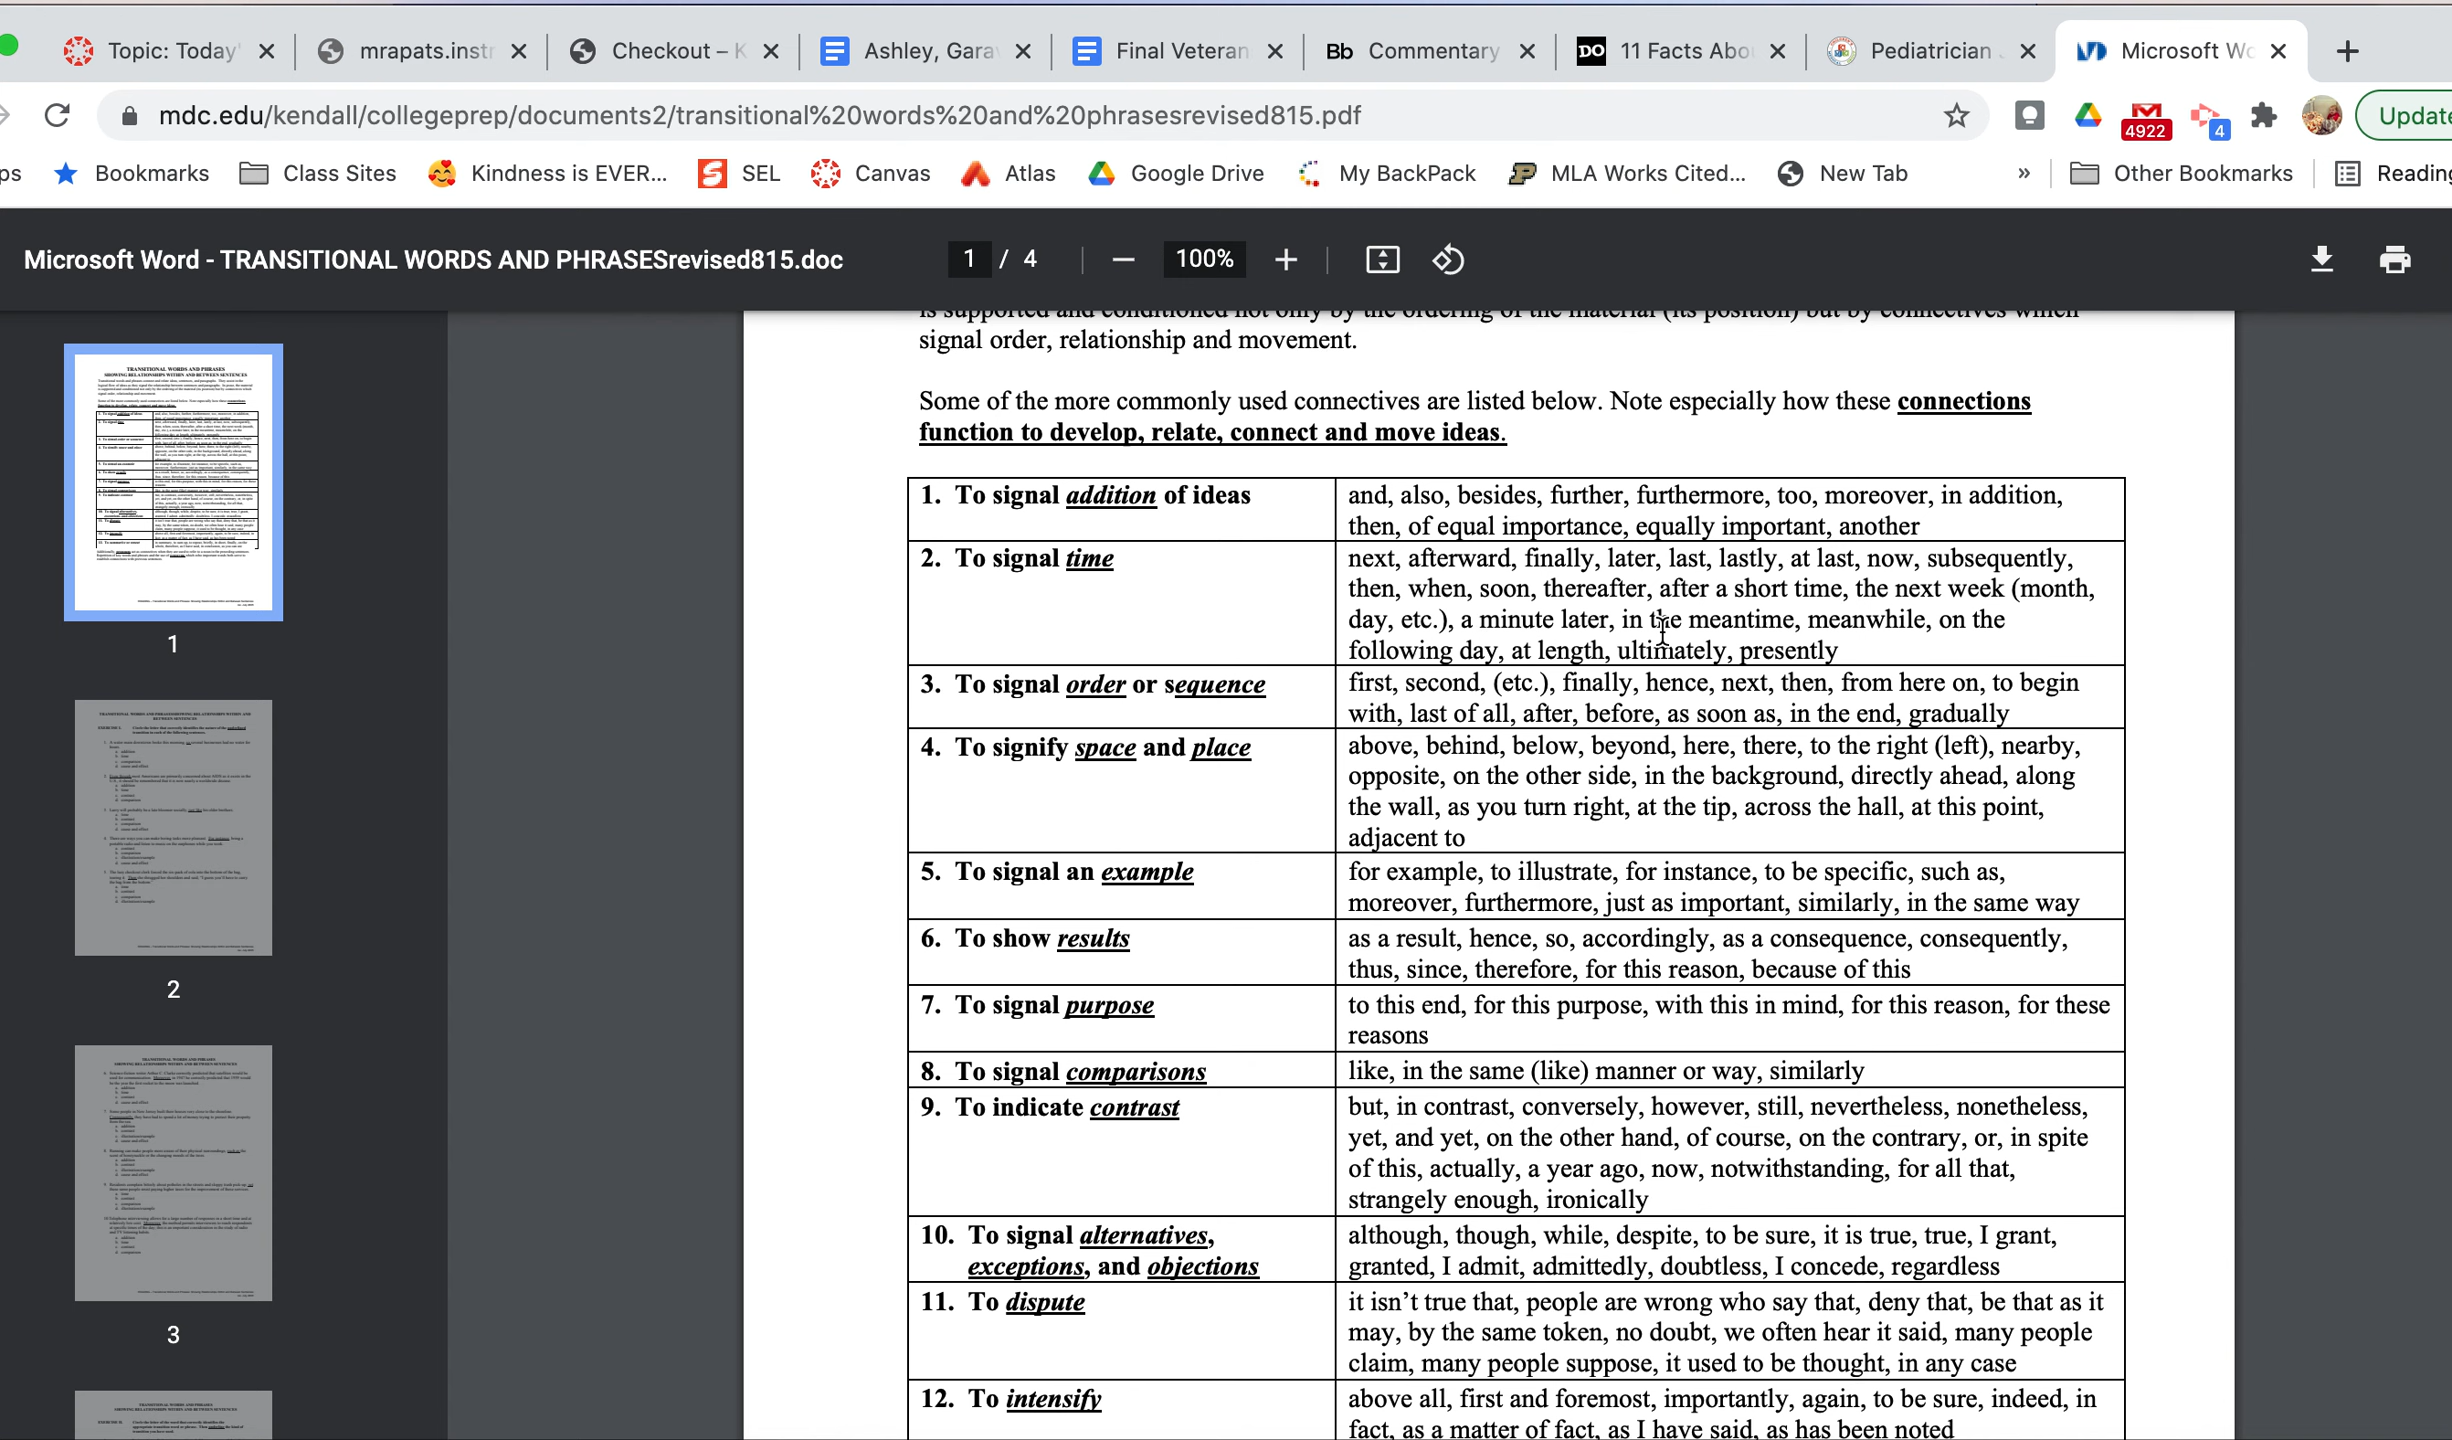 Topic: Today'
mrapats.instr
Checkout – K
Ashley, Gara
Final Veteran
Bb Commentary
DO 11 Facts Abo
Pediatrician
Microsoft Wo
mdc.edu/kendall/collegeprep/documents2/transitional%20words%20and%20phrasesrevised815.pdf
4922
4
Update
ps
Bookmarks
Class Sites
Kindness is EVER...
SEL
Canvas
Atlas
Google Drive
My BackPack
MLA Works Cited...
New Tab
»
Other Bookmarks
Reading
Microsoft Word - TRANSITIONAL WORDS AND PHRASESrevised815.doc
1 / 4
100%
1
2
3
is supported and conditioned not only by the ordering of the material (its position) but by connectives which
signal order, relationship and movement.
Some of the more commonly used connectives are listed below. Note especially how these connections
function to develop, relate, connect and move ideas.
1. To signal addition of ideas
and, also, besides, further, furthermore, too, moreover, in addition,
then, of equal importance, equally important, another
2. To signal time
next, afterward, finally, later, last, lastly, at last, now, subsequently,
then, when, soon, thereafter, after a short time, the next week (month,
day, etc.), a minute later, in the meantime, meanwhile, on the
following day, at length, ultimately, presently
3. To signal order or sequence
first, second, (etc.), finally, hence, next, then, from here on, to begin
with, last of all, after, before, as soon as, in the end, gradually
4. To signify space and place
above, behind, below, beyond, here, there, to the right (left), nearby,
opposite, on the other side, in the background, directly ahead, along
the wall, as you turn right, at the tip, across the hall, at this point,
adjacent to
5. To signal an example
for example, to illustrate, for instance, to be specific, such as,
moreover, furthermore, just as important, similarly, in the same way
6. To show results
as a result, hence, so, accordingly, as a consequence, consequently,
thus, since, therefore, for this reason, because of this
7. To signal purpose
to this end, for this purpose, with this in mind, for this reason, for these
reasons
8. To signal comparisons
like, in the same (like) manner or way, similarly
9. To indicate contrast
but, in contrast, conversely, however, still, nevertheless, nonetheless,
yet, and yet, on the other hand, of course, on the contrary, or, in spite
of this, actually, a year ago, now, notwithstanding, for all that,
strangely enough, ironically
10. To signal alternatives,
exceptions, and objections
although, though, while, despite, to be sure, it is true, true, I grant,
granted, I admit, admittedly, doubtless, I concede, regardless
11. To dispute
it isn't true that, people are wrong who say that, deny that, be that as it
may, by the same token, no doubt, we often hear it said, many people
claim, many people suppose, it used to be thought, in any case
12. To intensify
above all, first and foremost, importantly, again, to be sure, indeed, in
fact, as a matter of fact, as I have said, as has been noted